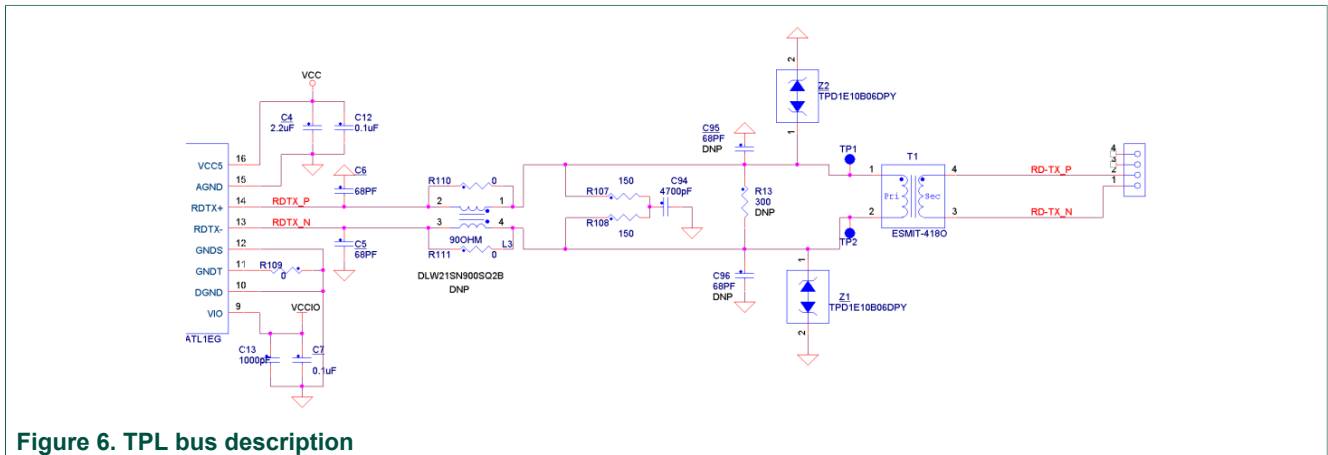 VCC
C4
2.2uF
C12
0.1uF
VCC5 16
AGND 15
RDTX+ 14 RDTX_P
RDTX- 13 RDTX_N
GNDS 12
GNDT 11
DGND 10
VIO 9
ATL1EG
C6
68PF
C5
68PF
R109
0
VCCIO
C13
1000pF
C7
0.1uF
R110 0
2 1
3 4
90OHM L3
R111 0
DLW21SN900SQ2B
DNP
150
R107
R108
150
C94
4700pF
C95
68PF
DNP
R13
300
DNP
C96
68PF
DNP
2
Z2
TPD1E10B06DPY
1
1
Z1
TPD1E10B06DPY
2
TP1
TP2
T1
1 4
Pri Sec
2 3
ESMIT-418O
RD-TX_P
RD-TX_N
4
3
2
1
Figure 6. TPL bus description